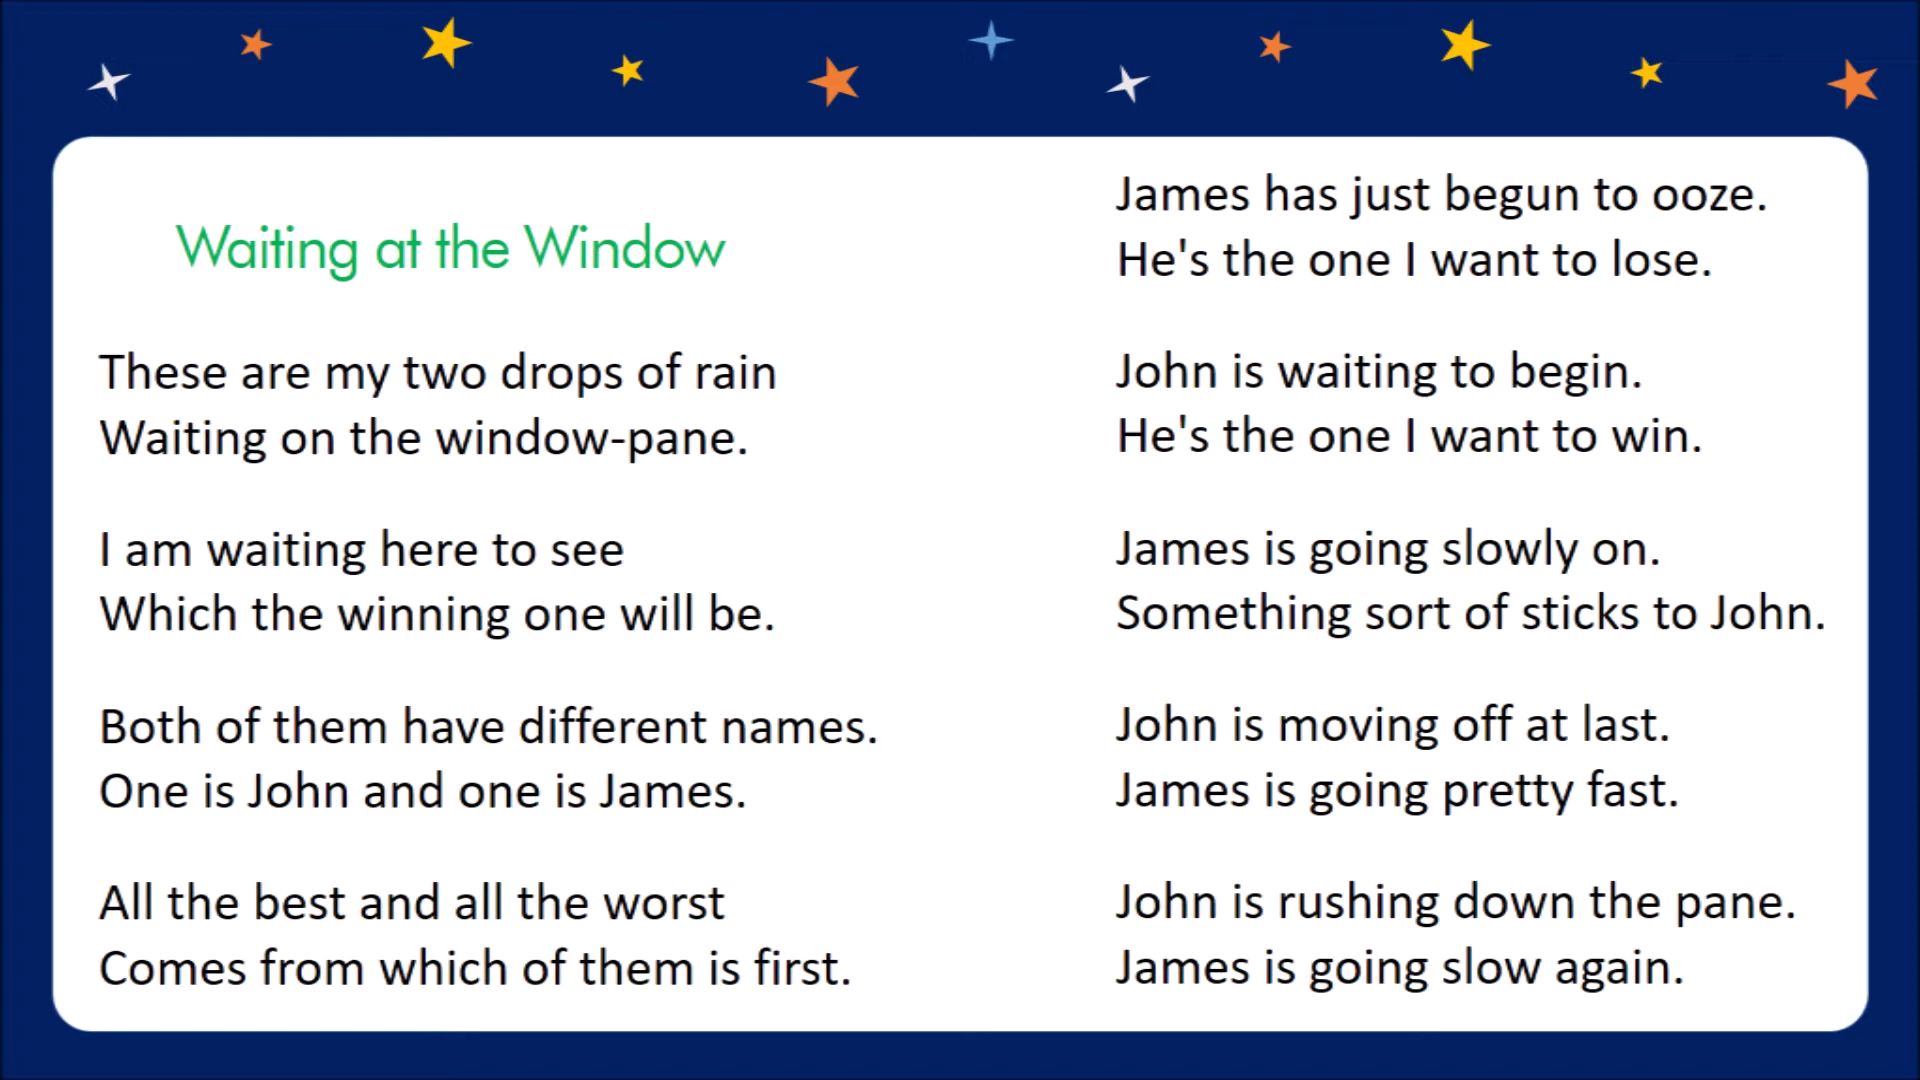 Waiting at the Window
These are my two drops of rain
Waiting on the window-pane.
I am waiting here to see
Which the winning one will be.
Both of them have different names.
One is John and one is James.
All the best and all the worst
Comes from which of them is first.
James has just begun to ooze.
He's the one I want to lose.
John is waiting to begin.
He's the one I want to win.
James is going slowly on.
Something sort of sticks to John.
John is moving off at last.
James is going pretty fast.
John is rushing down the pane.
James is going slow again.